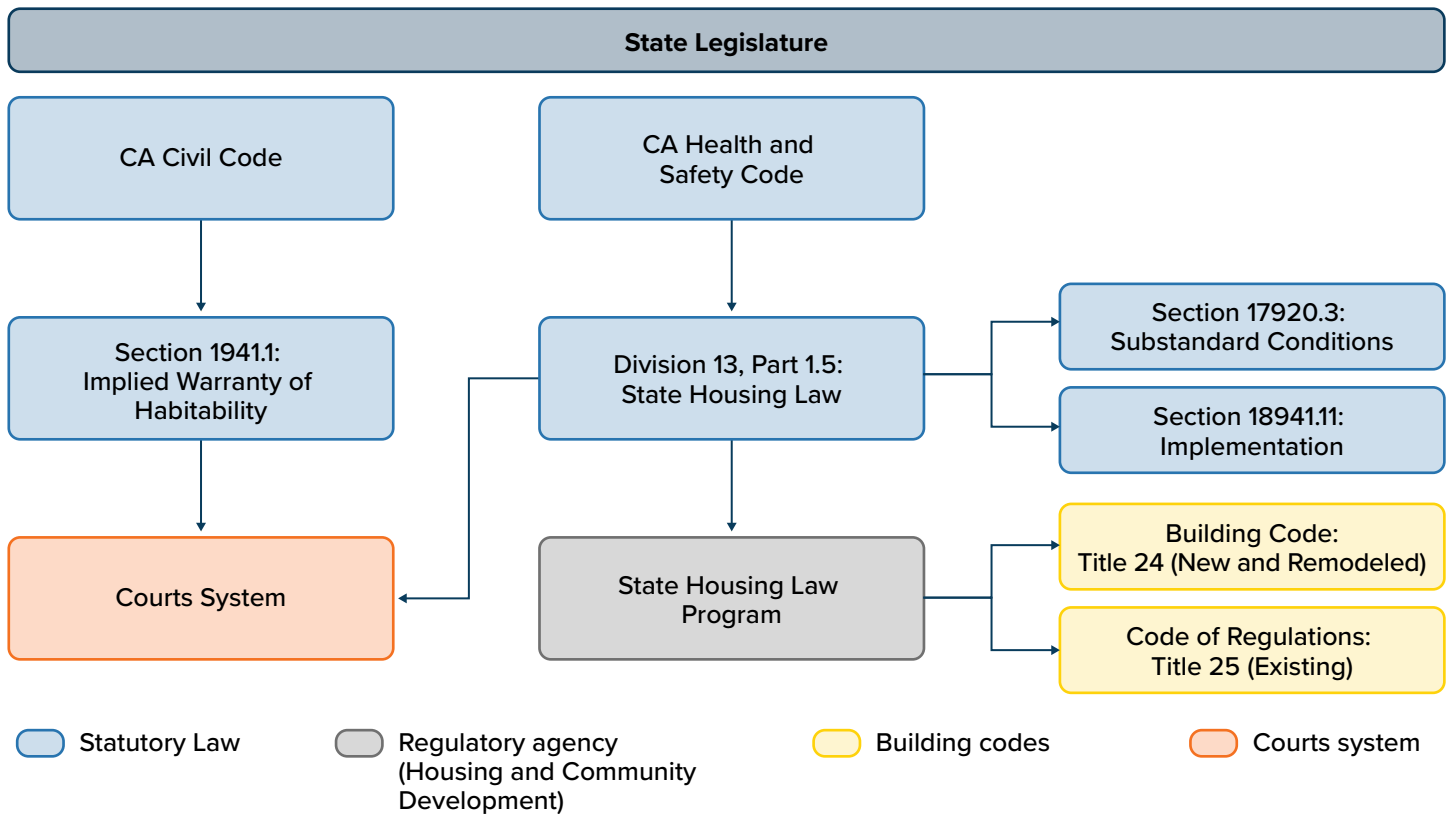 State Legislature
CA Civil Code
CA Health and
Safety Code
Section 1941.1:
Implied Warranty of
Habitability
Division 13, Part 1.5:
State Housing Law
Section 17920.3:
Substandard Conditions
Section 18941.11:
Implementation
Courts System
State Housing Law
Program
Building Code:
Title 24 (New and Remodeled)
Code of Regulations:
Title 25 (Existing)
Statutory Law
Regulatory agency
(Housing and Community
Development)
Building codes
Courts system